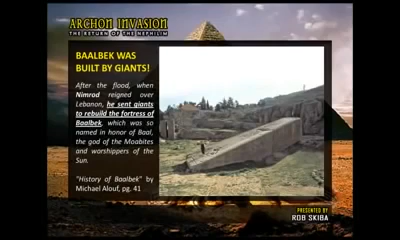 ARCHON INVASION
THE RETURN OF THE NEPHILIM
BAALBEK WAS
BUILT BY GIANTS!
After the flood, when
Nimrod reigned over
Lebanon, he sent giants
to rebuild the fortress of
Baalbek, which was so
named in honor of Baal,
the god of the Moabites
and worshippers of the
Sun.
"History of Baalbek" by
Michael Alouf, pg. 41
PRESENTED BY
ROB SKIBA